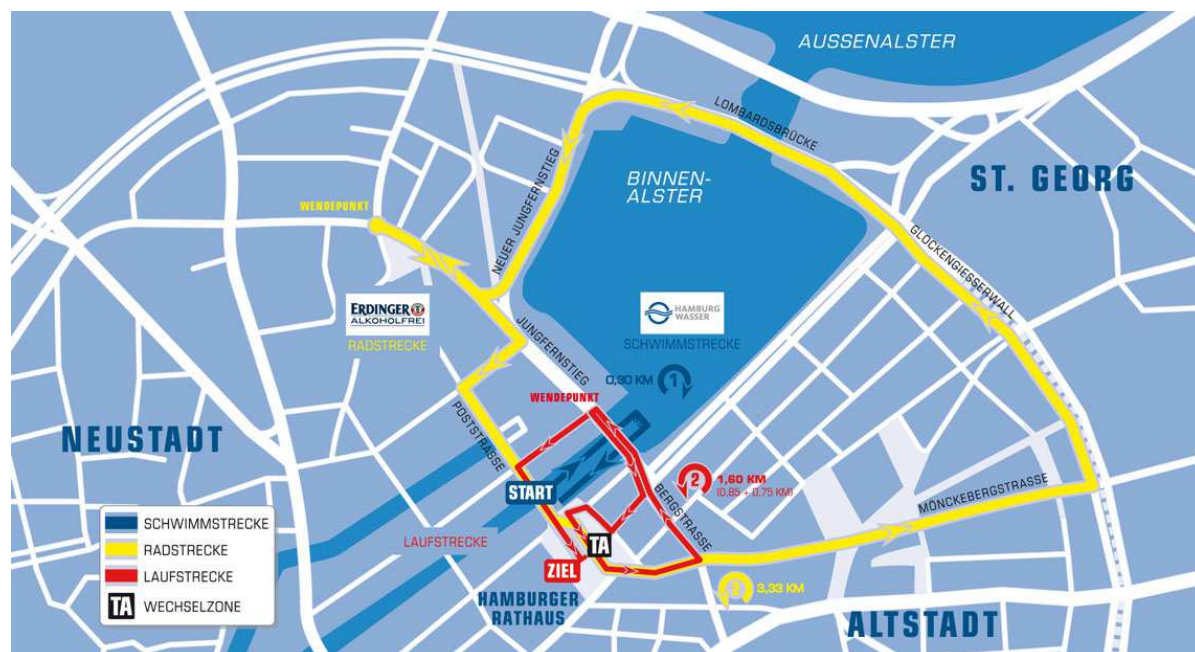 AUSSENALSTER
LOMBARDSBRÜCKE
BINNEN-
ALSTER
ST. GEORG
WENDEPUNKT
NEUER JUNGFERNSTIEG
GLOCKENGIESSERWALL
ERDINGER
ALKOHOLFREI
RADSTRECKE
HAMBURG
WASSER
SCHWIMMSTRECKE
JUNGFERNSTIEG
0,30 KM
1
WENDEPUNKT
NEUSTADT
POSTSTRASSE
START
2
1,60 KM
(0,85 + 0,75 KM)
BERGSTRASSE
MÖNCKEBERGSTRASSE
LAUFSTRECKE
TA
ZIEL
2
3,33 KM
HAMBURGER
RATHAUS
ALTSTADT
SCHWIMMSTRECKE
RADSTRECKE
LAUFSTRECKE
TA
WECHSELZONE